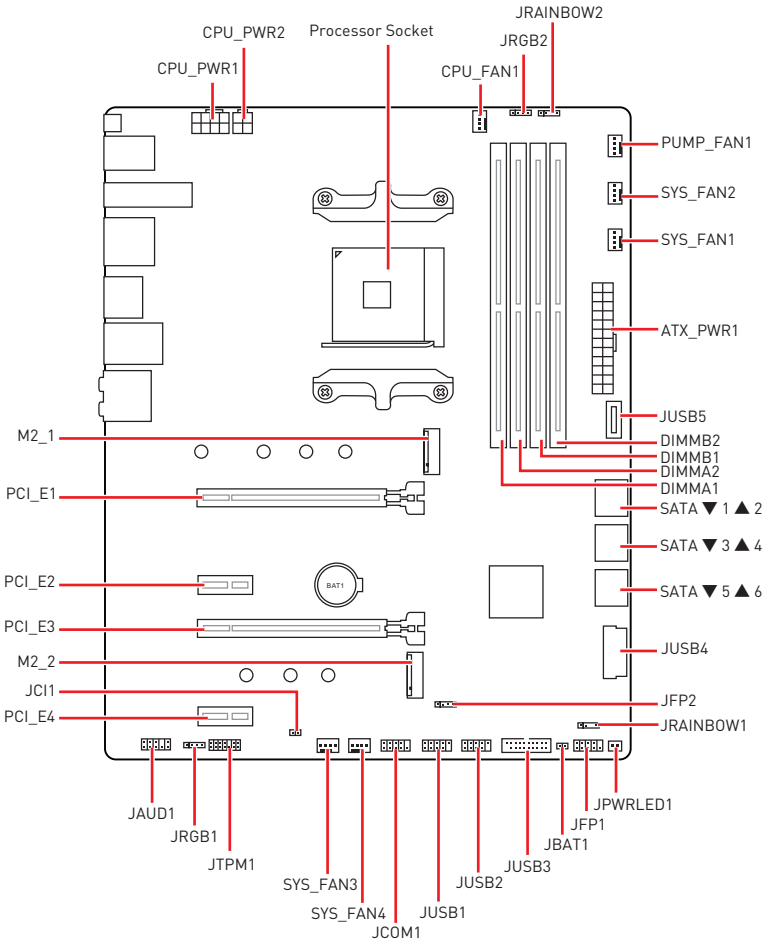 JRAINBOW2
CPU_PWR2
Processor Socket
JRGB2
CPU_PWR1
CPU_FAN1
PUMP_FAN1
SYS_FAN2
SYS_FAN1
ATX_PWR1
JUSB5
M2_1
DIMMB2
DIMMB1
DIMMA2
DIMMA1
PCI_E1
SATA ▼ 1 ▲ 2
SATA ▼ 3 ▲ 4
PCI_E2
BAT1
SATA ▼ 5 ▲ 6
PCI_E3
JUSB4
M2_2
JCI1
JFP2
PCI_E4
JRAINBOW1
JPWRLED1
JAUD1
JFP1
JRGB1
JBAT1
JTPM1
JUSB3
SYS_FAN3
JUSB2
SYS_FAN4
JUSB1
JCOM1